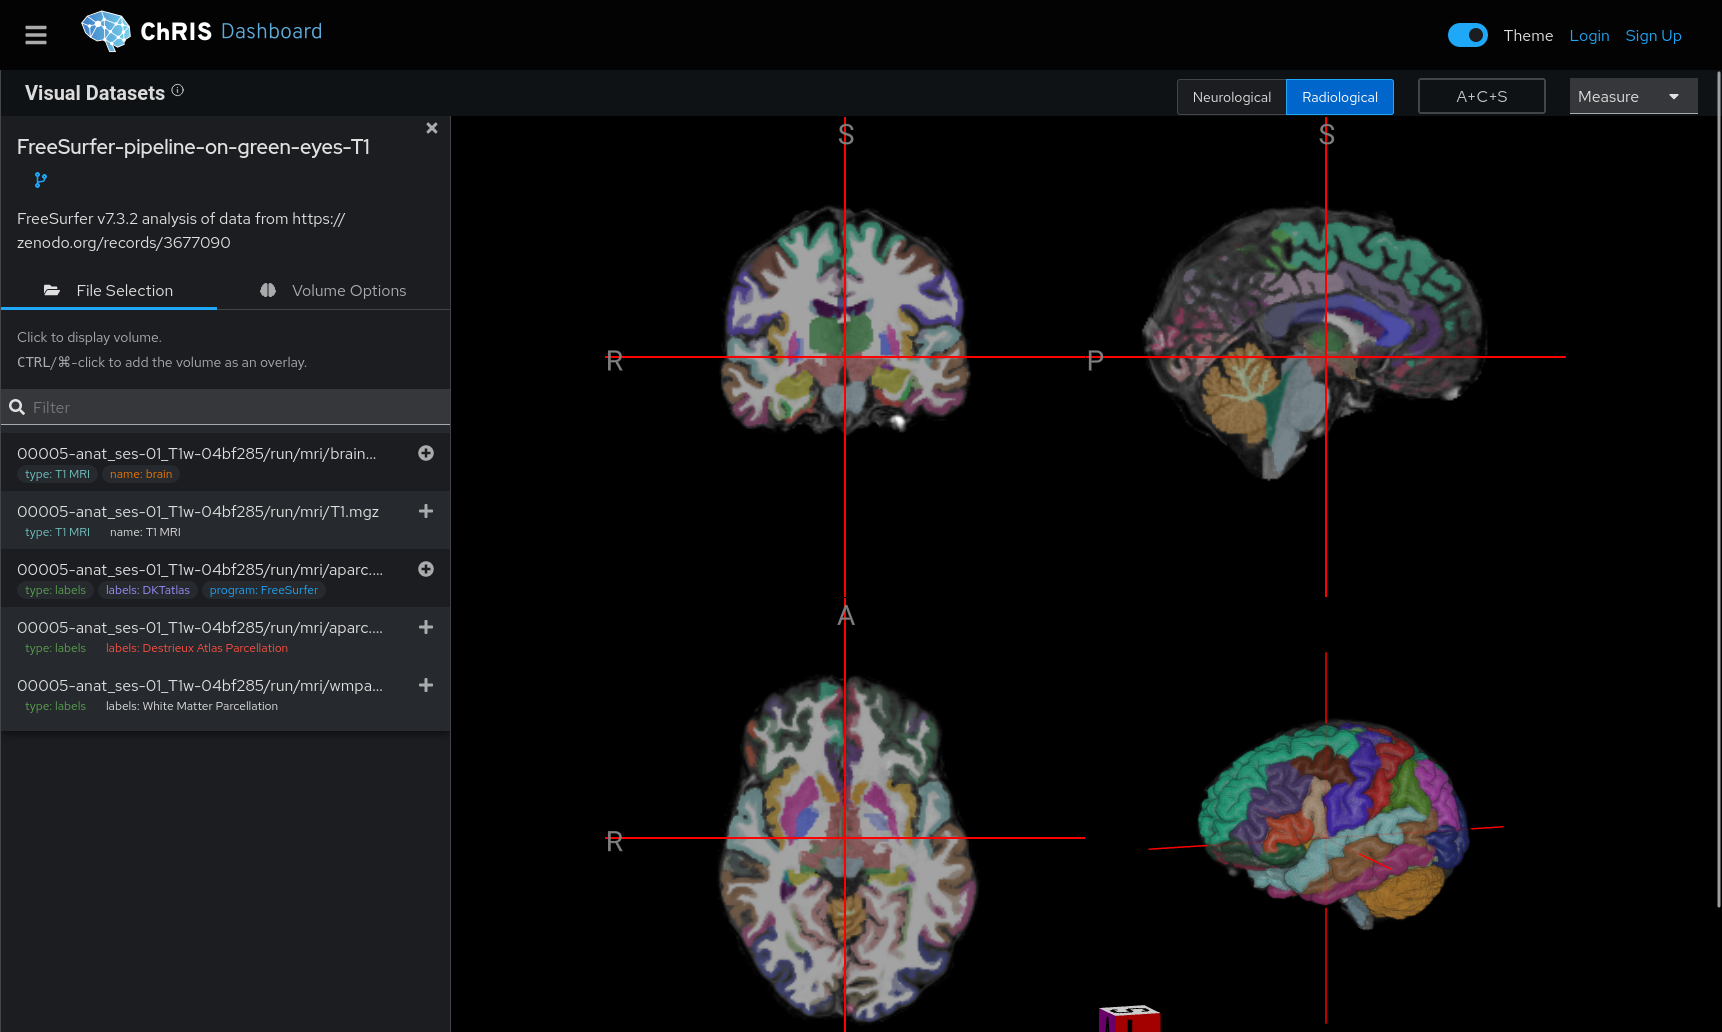 ChRIS Dashboard
Theme Login Sign Up
Visual Datasets
Neurological Radiological A+C+S Measure
FreeSurfer-pipeline-on-green-eyes-T1
FreeSurfer v7.3.2 analysis of data from https://
zenodo.org/records/3677090
File Selection Volume Options
Click to display volume.
CTRL/⌘-click to add the volume as an overlay.
Filter
00005-anat_ses-01_T1w-04bf285/run/mri/brain...
type: T1 MRI name: brain
00005-anat_ses-01_T1w-04bf285/run/mri/T1.mgz
type: T1 MRI name: T1 MRI
00005-anat_ses-01_T1w-04bf285/run/mri/aparc....
type: labels labels: DKTatlas program: FreeSurfer
00005-anat_ses-01_T1w-04bf285/run/mri/aparc....
type: labels labels: Destrieux Atlas Parcellation
00005-anat_ses-01_T1w-04bf285/run/mri/wmpa...
type: labels labels: White Matter Parcellation
S S
R P
A
R
S